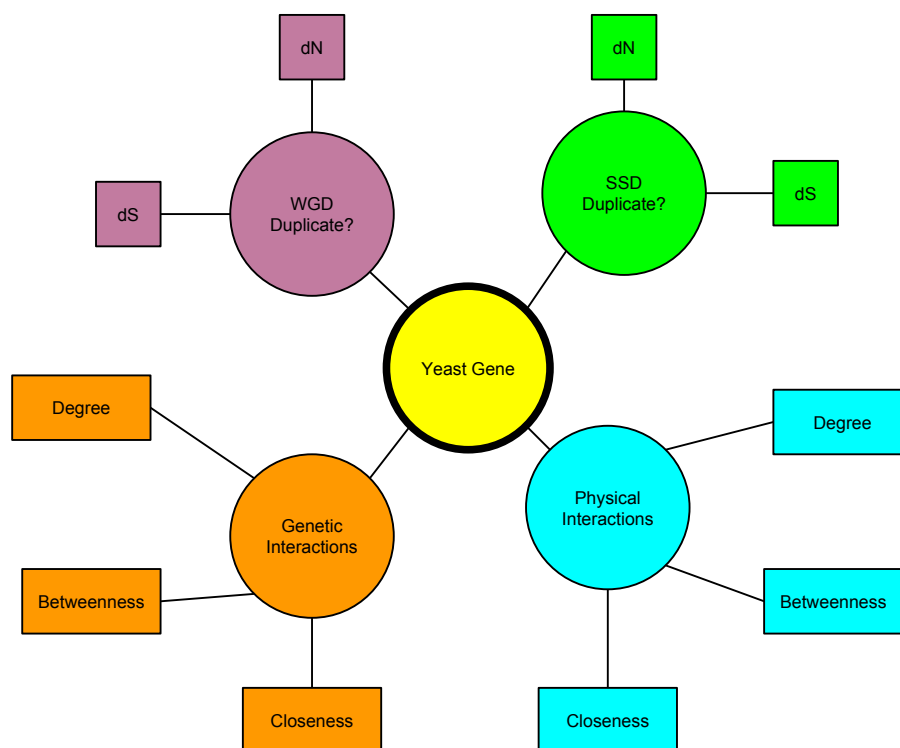 dN
dN
dS
WGD
Duplicate?
SSD
Duplicate?
dS
Yeast Gene
Degree
Degree
Genetic
Interactions
Physical
Interactions
Betweenness
Betweenness
Closeness
Closeness